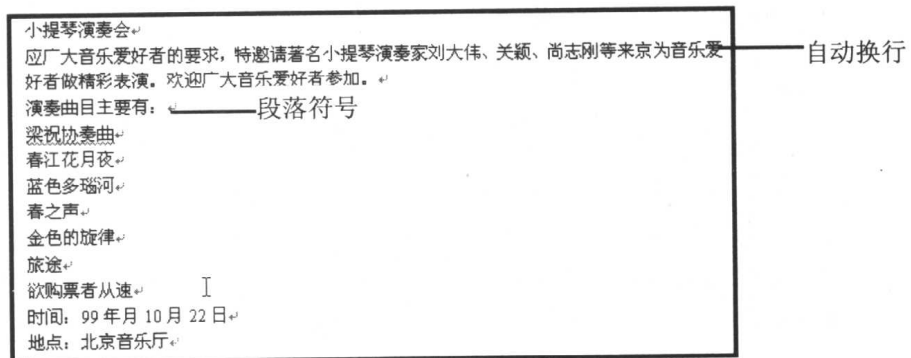 小提琴演奏会
应广大音乐爱好者的要求，特邀请著名小提琴演奏家刘大伟、关颖、尚志刚等来京为音乐爱
自动换行
好者做精彩表演。欢迎广大音乐爱好者参加。
演奏曲目主要有：
段落符号
梁祝协奏曲
春江花月夜
蓝色多瑙河
春之声
金色的旋律
旅途
欲购票者从速
时间：99年月10月22日
地点：北京音乐厅